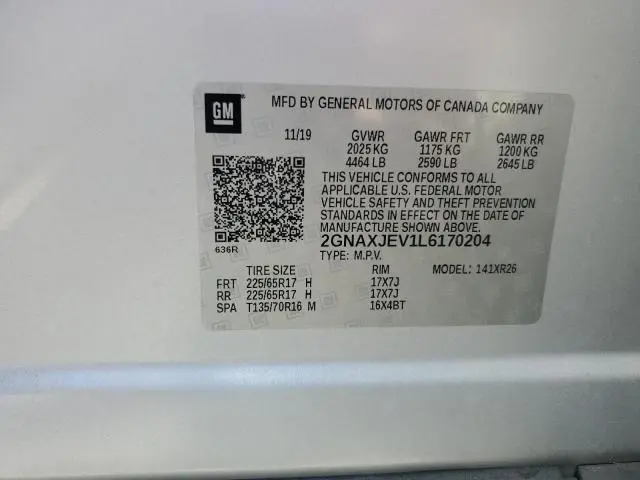 GM
MFD BY GENERAL MOTORS OF CANADA COMPANY
11/19 GVWR GAWR FRT GAWR RR
2025 KG 1175 KG 1200 KG
4464 LB 2590 LB 2645 LB
THIS VEHICLE CONFORMS TO ALL
APPLICABLE U.S. FEDERAL MOTOR
VEHICLE SAFETY AND THEFT PREVENTION
STANDARDS IN EFFECT ON THE DATE OF
MANUFACTURE SHOWN ABOVE.
636R 2GNAXJEV1L6170204
TYPE: M.P.V.
TIRE SIZE RIM MODEL: 141XR26
FRT 225/65R17 H 17X7J
RR 225/65R17 H 17X7J
SPA T135/70R16 M 16X4BT